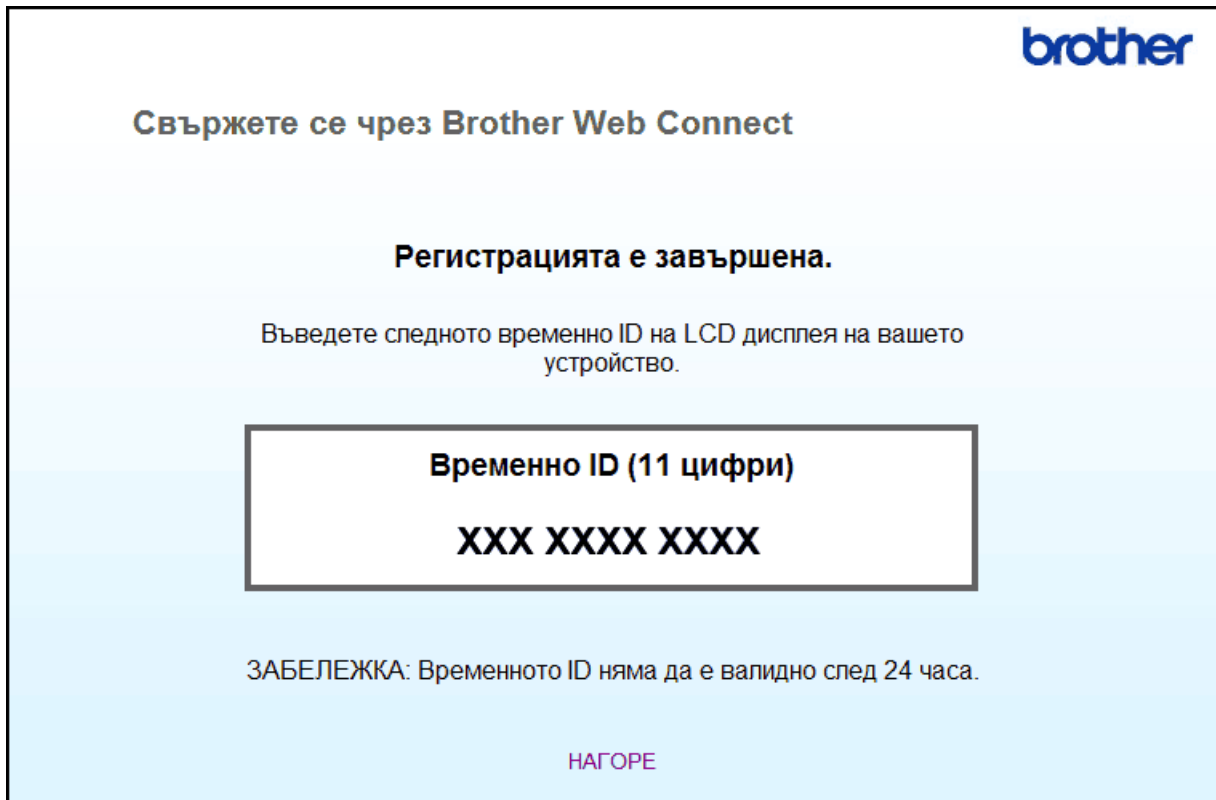 brother
Свържете се чрез Brother Web Connect
Регистрацията е завършена.
Въведете следното временно ID на LCD дисплея на вашето
устройство.
Временно ID (11 цифри)
XXX XXXX XXXX
ЗАБЕЛЕЖКА: Временното ID няма да е валидно след 24 часа.
НАГОРЕ